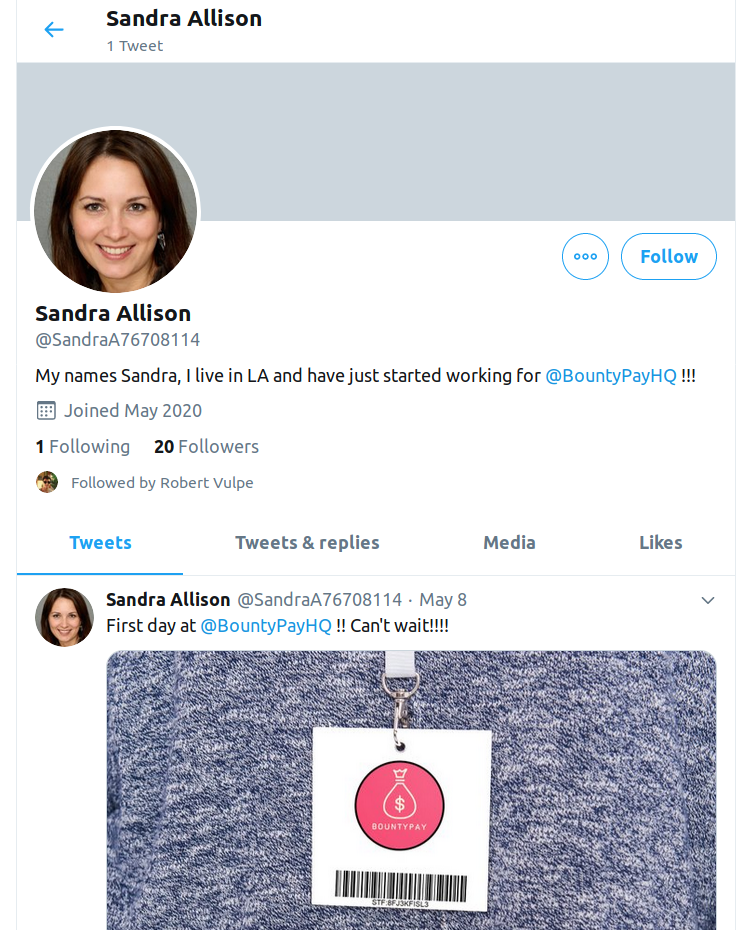 Sandra Allison
1 Tweet
Follow
Sandra Allison
@SandraA76708114
My names Sandra, I live in LA and have just started working for @BountyPayHQ !!!
Joined May 2020
1 Following 20 Followers
Followed by Robert Vulpe
Tweets Tweets & replies Media Likes
Sandra Allison @SandraA76708114 · May 8
First day at @BountyPayHQ !! Can't wait!!!!
$
BOUNTYPAY
STF:8FJ3KFISL3